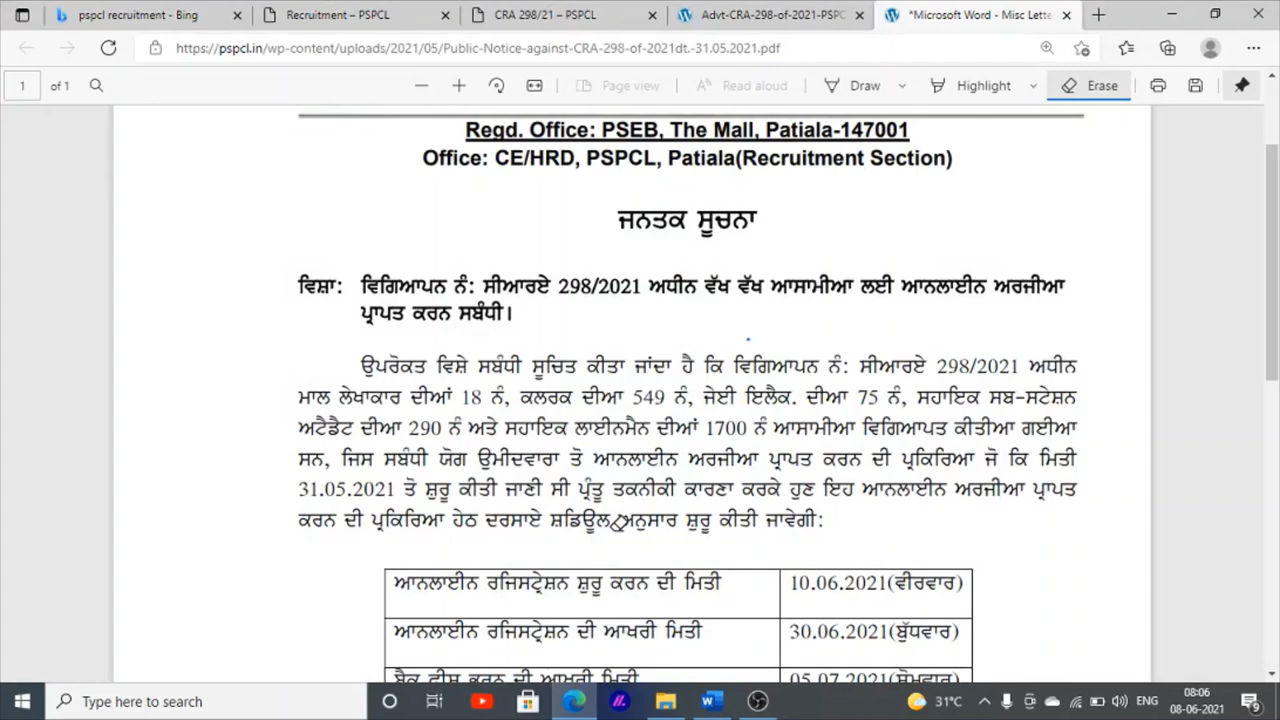 pspcl recruitment - Bing
Recruitment – PSPCL
CRA 298/21 – PSPCL
Advt-CRA-298-of-2021-PSPC
*Microsoft Word - Misc Lette
https://pspcl.in/wp-content/uploads/2021/05/Public-Notice-against-CRA-298-of-2021dt.-31.05.2021.pdf
1 of 1
Page view
Read aloud
Draw
Highlight
Erase
Regd. Office: PSEB, The Mall, Patiala-147001
Office: CE/HRD, PSPCL, Patiala(Recruitment Section)
ਜਨਤਕ ਸੂਚਨਾ
ਵਿਸ਼ਾ: ਵਿਗਿਆਪਨ ਨੰ: ਸੀਆਰਏ 298/2021 ਅਧੀਨ ਵੱਖ ਵੱਖ ਆਸਾਮੀਆ ਲਈ ਆਨਲਾਈਨ ਅਰਜੀਆ
ਪ੍ਰਾਪਤ ਕਰਨ ਸਬੰਧੀ।
ਉਪਰੋਕਤ ਵਿਸ਼ੇ ਸਬੰਧੀ ਸੂਚਿਤ ਕੀਤਾ ਜਾਂਦਾ ਹੈ ਕਿ ਵਿਗਿਆਪਨ ਨੰ: ਸੀਆਰਏ 298/2021 ਅਧੀਨ
ਮਾਲ ਲੇਖਾਕਾਰ ਦੀਆਂ 18 ਨੰ, ਕਲਰਕ ਦੀਆ 549 ਨੰ, ਜੇਈ ਇਲੈਕ. ਦੀਆ 75 ਨੰ, ਸਹਾਇਕ ਸਬ-ਸਟੇਸ਼ਨ
ਅਟੈਡੈਟ ਦੀਆ 290 ਨੰ ਅਤੇ ਸਹਾਇਕ ਲਾਈਨਮੈਨ ਦੀਆਂ 1700 ਨੰ ਆਸਾਮੀਆ ਵਿਗਿਆਪਤ ਕੀਤੀਆ ਗਈਆ
ਸਨ, ਜਿਸ ਸਬੰਧੀ ਯੋਗ ਉਮੀਦਵਾਰਾ ਤੋ ਆਨਲਾਈਨ ਅਰਜੀਆ ਪ੍ਰਾਪਤ ਕਰਨ ਦੀ ਪ੍ਰਕਿਰਿਆ ਜੋ ਕਿ ਮਿਤੀ
31.05.2021 ਤੋ ਸ਼ੁਰੂ ਕੀਤੀ ਜਾਣੀ ਸੀ ਪ੍ਰੰਤੂ ਤਕਨੀਕੀ ਕਾਰਣਾ ਕਰਕੇ ਹੁਣ ਇਹ ਆਨਲਾਈਨ ਅਰਜੀਆ ਪ੍ਰਾਪਤ
ਕਰਨ ਦੀ ਪ੍ਰਕਿਰਿਆ ਹੇਠ ਦਰਸਾਏ ਸ਼ਡਿਊਲ ਅਨੁਸਾਰ ਸ਼ੁਰੂ ਕੀਤੀ ਜਾਵੇਗੀ:
ਆਨਲਾਈਨ ਰਜਿਸਟ੍ਰੇਸ਼ਨ ਸ਼ੁਰੂ ਕਰਨ ਦੀ ਮਿਤੀ 10.06.2021(ਵੀਰਵਾਰ)
ਆਨਲਾਈਨ ਰਜਿਸਟ੍ਰੇਸ਼ਨ ਦੀ ਆਖਰੀ ਮਿਤੀ 30.06.2021(ਬੁੱਧਵਾਰ)
ਬੈਕ ਫੀਸ ਭਰਨ ਦੀ ਆਖਰੀ ਮਿਤੀ 05.07.2021(ਸੋਮਵਾਰ)
Type here to search
31°C
ENG
08:06
08-06-2021
9